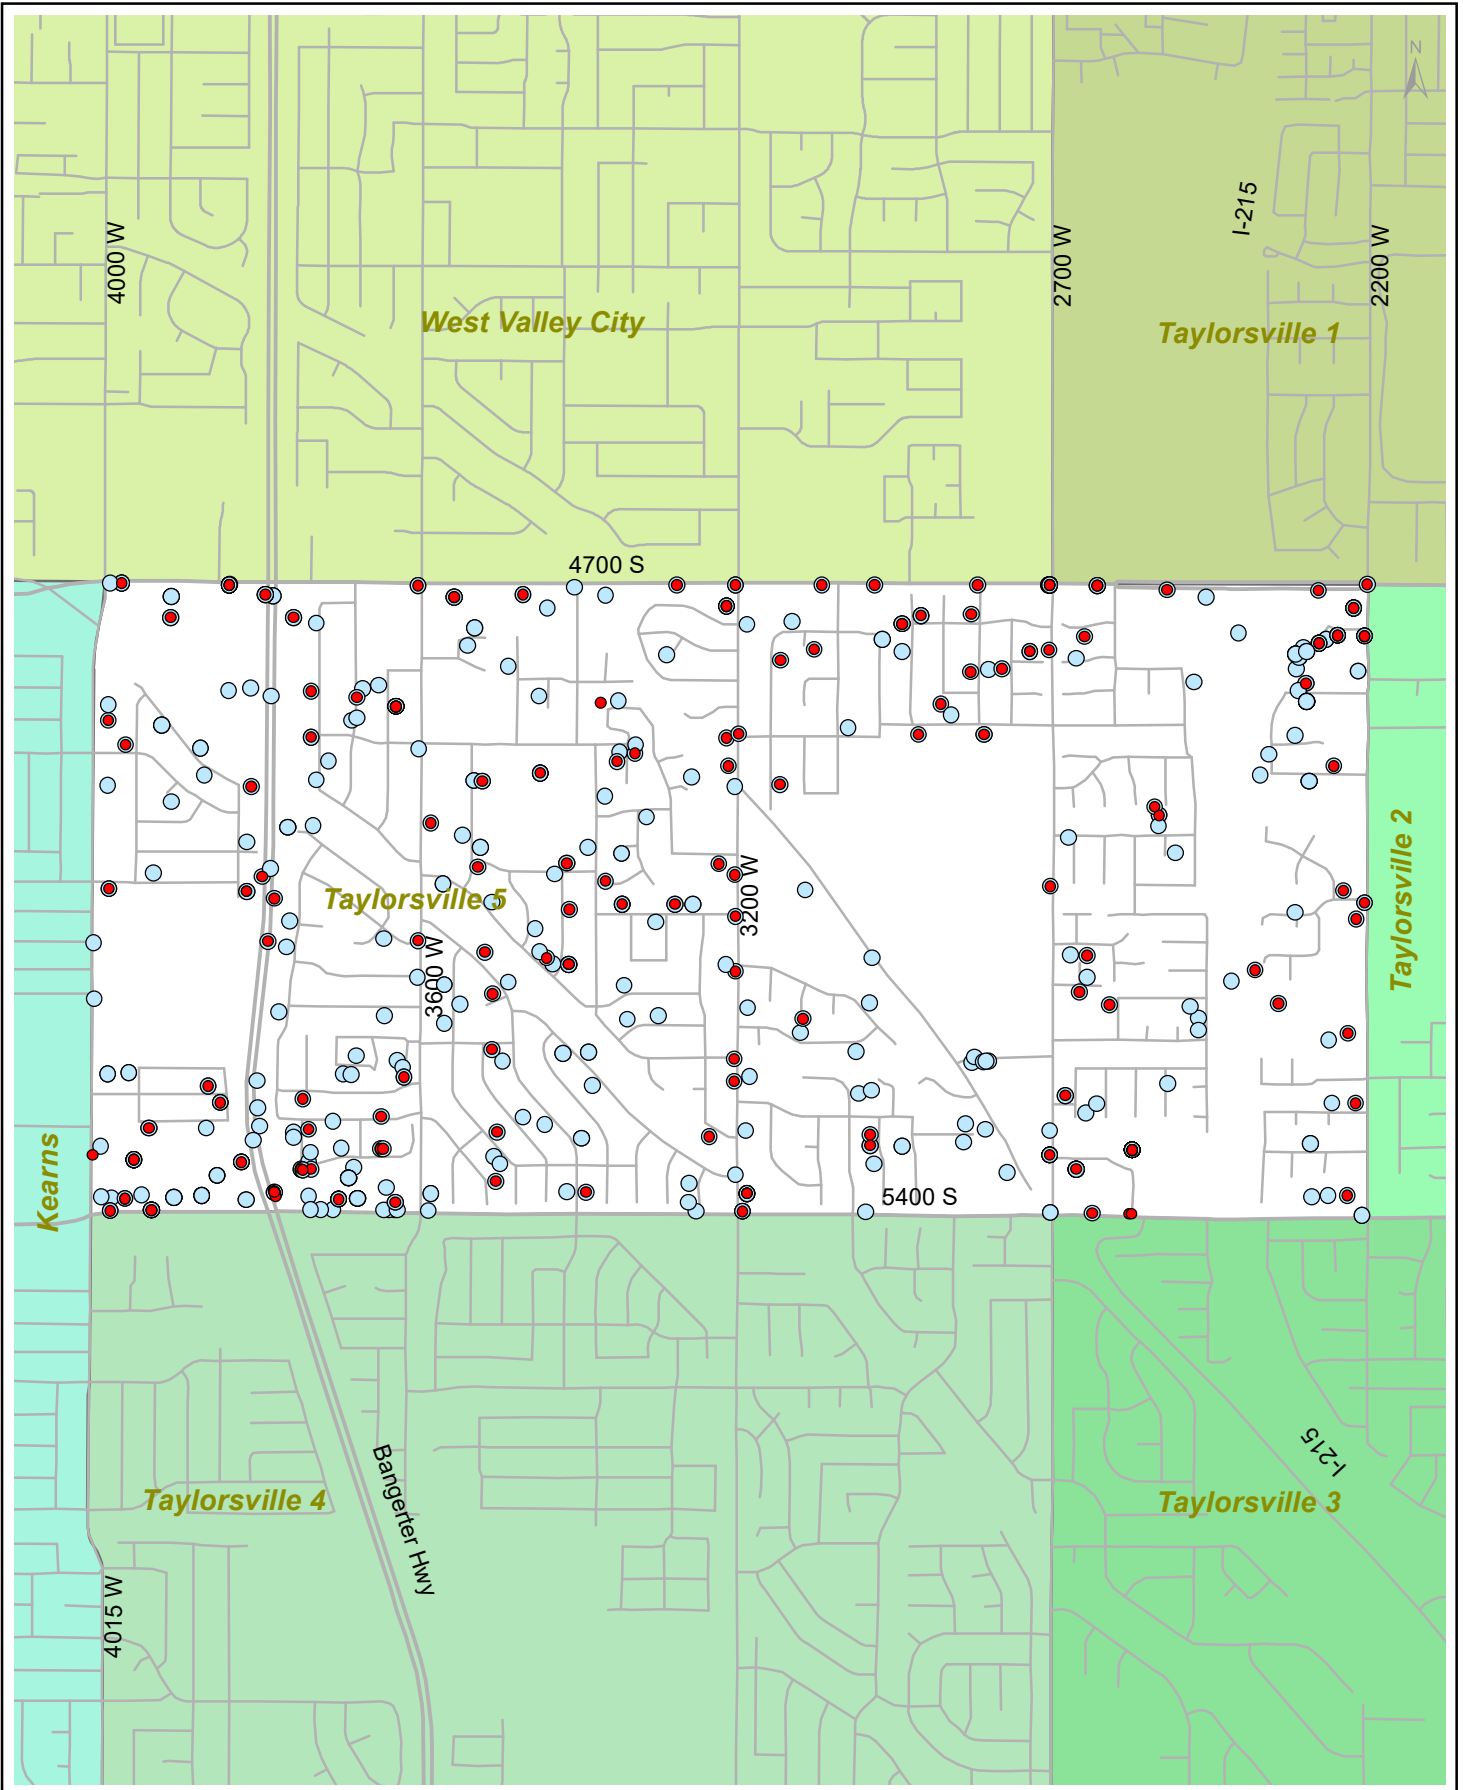 N
I-215
4000 W
2700 W
2200 W
West Valley City
Taylorsville 1
4700 S
Taylorsville 2
Taylorsville 5
3200 W
3600 W
Kearns
5400 S
I-215
Bangerter Hwy
Taylorsville 4
Taylorsville 3
4015 W